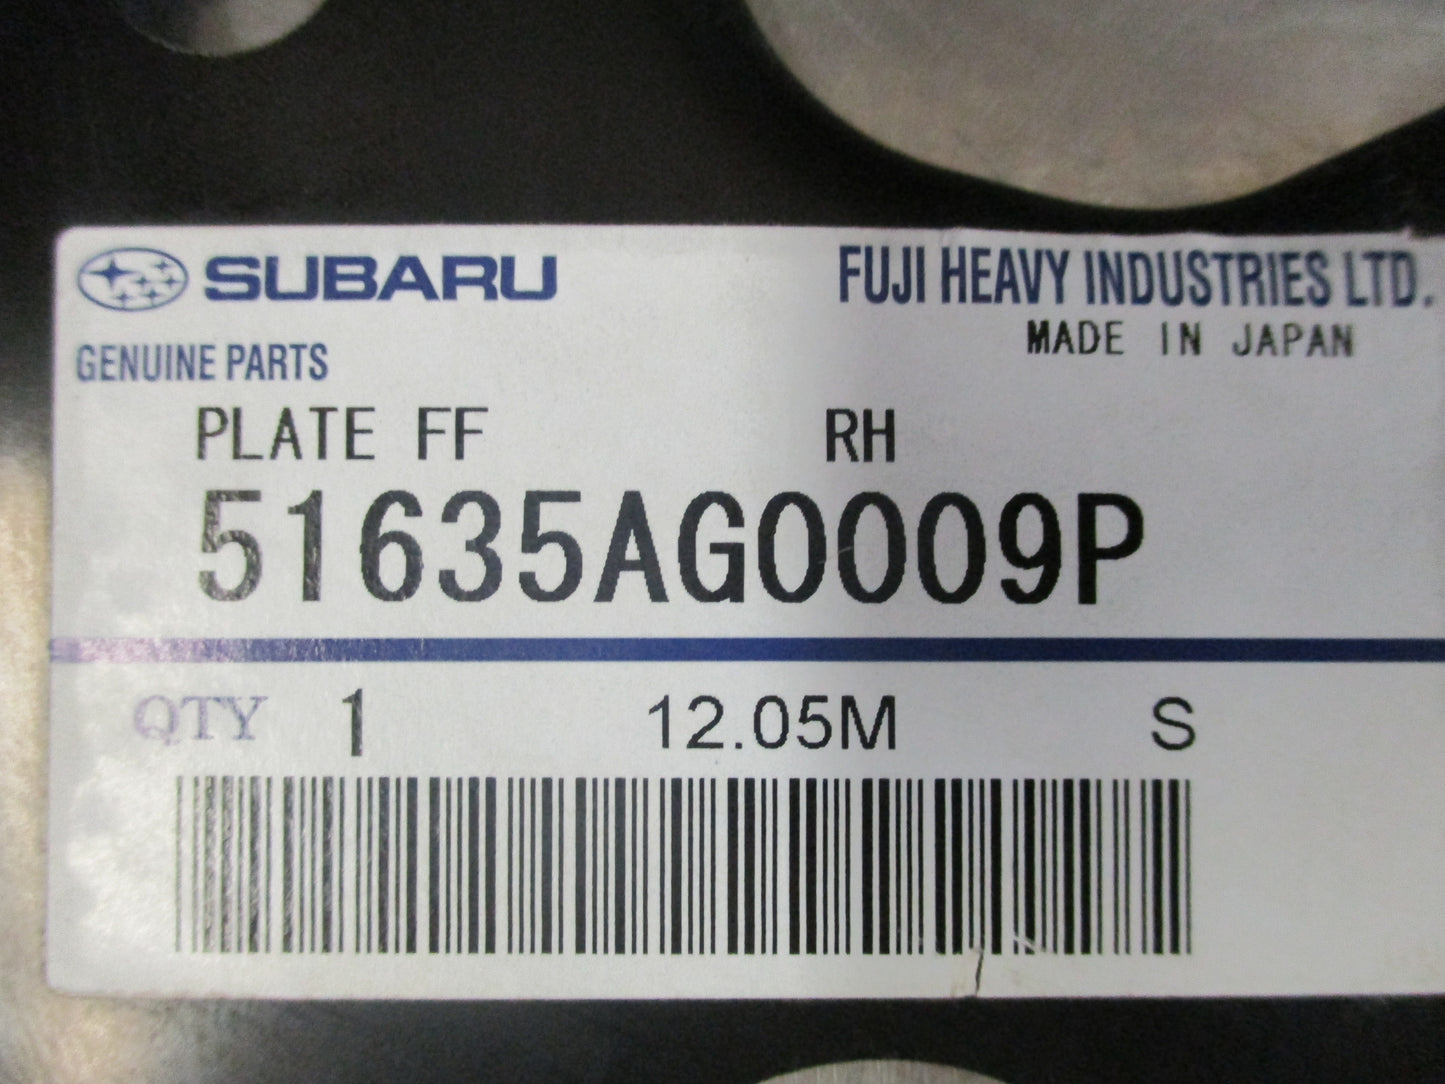 SUBARU
FUJI HEAVY INDUSTRIES LTD.
MADE IN JAPAN
GENUINE PARTS
PLATE FF RH
51635AG0009P
QTY 1 12.05M S